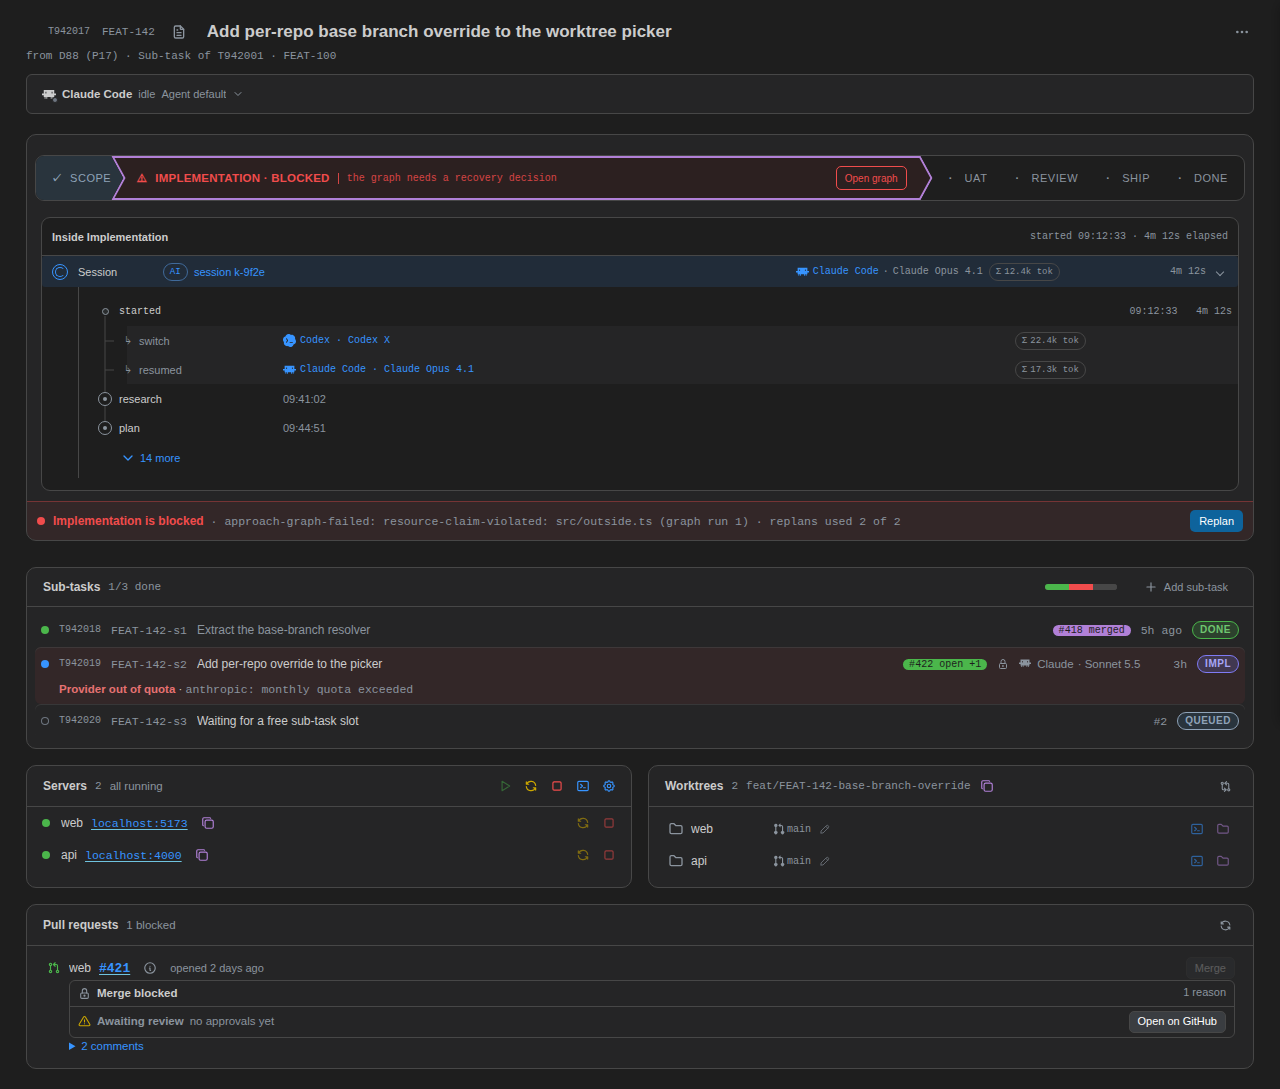 T942017 FEAT-142 Add per-repo base branch override to the worktree picker
from D88 (P17) · Sub-task of T942001 · FEAT-100
Claude Code idle Agent default
SCOPE IMPLEMENTATION · BLOCKED | the graph needs a recovery decision Open graph · UAT · REVIEW · SHIP · DONE
Inside Implementation started 09:12:33 · 4m 12s elapsed
Session AI session k-9f2e Claude Code · Claude Opus 4.1 Σ 12.4k tok 4m 12s
started 09:12:33 4m 12s
↳ switch Codex · Codex X Σ 22.4k tok
↳ resumed Claude Code · Claude Opus 4.1 Σ 17.3k tok
research 09:41:02
plan 09:44:51
14 more
Implementation is blocked · approach-graph-failed: resource-claim-violated: src/outside.ts (graph run 1) · replans used 2 of 2 Replan
Sub-tasks 1/3 done Add sub-task
T942018 FEAT-142-s1 Extract the base-branch resolver #418 merged 5h ago DONE
T942019 FEAT-142-s2 Add per-repo override to the picker #422 open +1 Claude · Sonnet 5.5 3h IMPL
Provider out of quota · anthropic: monthly quota exceeded
T942020 FEAT-142-s3 Waiting for a free sub-task slot #2 QUEUED
Servers 2 all running
web localhost:5173
api localhost:4000
Worktrees 2 feat/FEAT-142-base-branch-override
web main
api main
Pull requests 1 blocked
web #421 opened 2 days ago Merge
Merge blocked 1 reason
Awaiting review no approvals yet Open on GitHub
2 comments